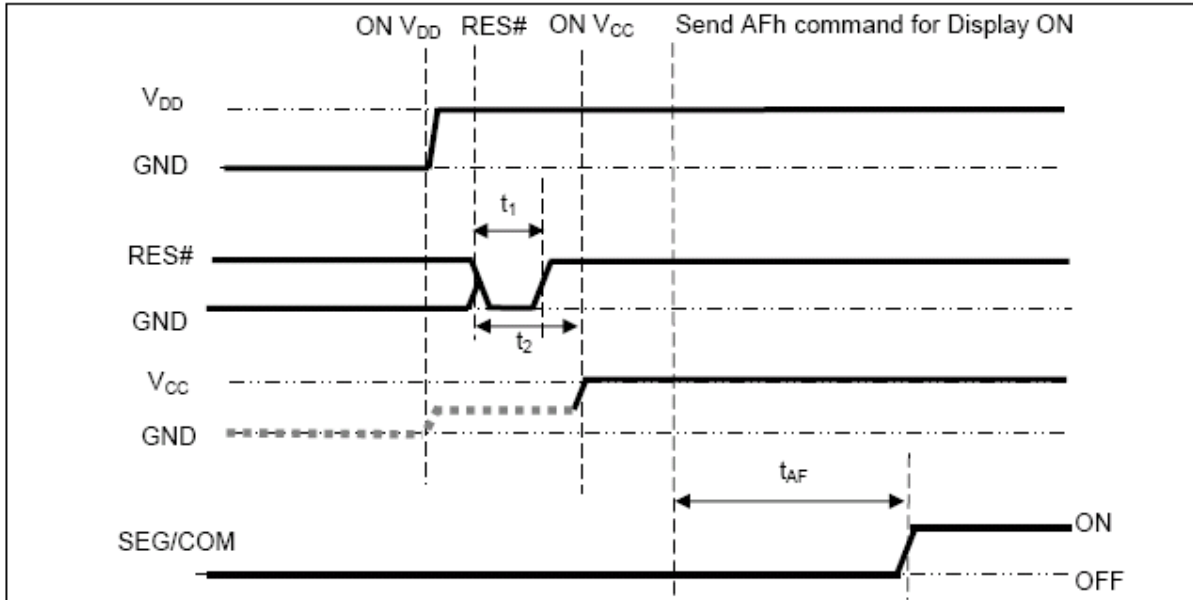 ON VDD RES# ON VCC Send AFh command for Display ON
VDD
GND
t1
RES#
GND
t2
VCC
GND
tAF
SEG/COM
ON
OFF